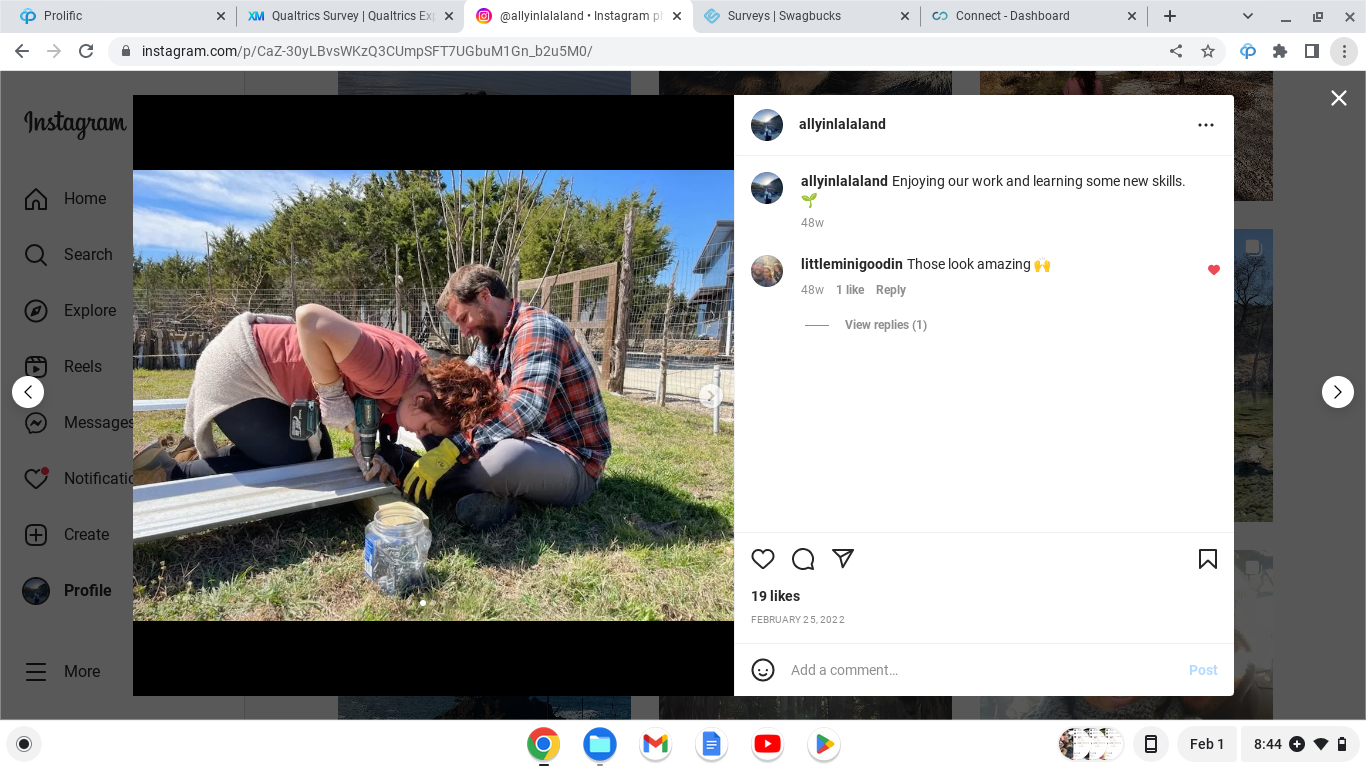 Prolific
Qualtrics Survey | Qualtrics Ex
@allyinlalaland • Instagram p
Surveys | Swagbucks
Connect - Dashboard
instagram.com/p/CaZ-30yLBvsWKzQ3CUmpSFT7UGbuM1Gn_b2u5M0/
Instagram
Home
Search
Explore
Reels
Messages
Notificatio
Create
Profile
More
allyinlalaland
allyinlalaland Enjoying our work and learning some new skills.
🌱
48w
littleminigoodin Those look amazing 🙌
48w 1 like Reply
View replies (1)
19 likes
FEBRUARY 25, 2022
Add a comment…
Post
Feb 1
8:44